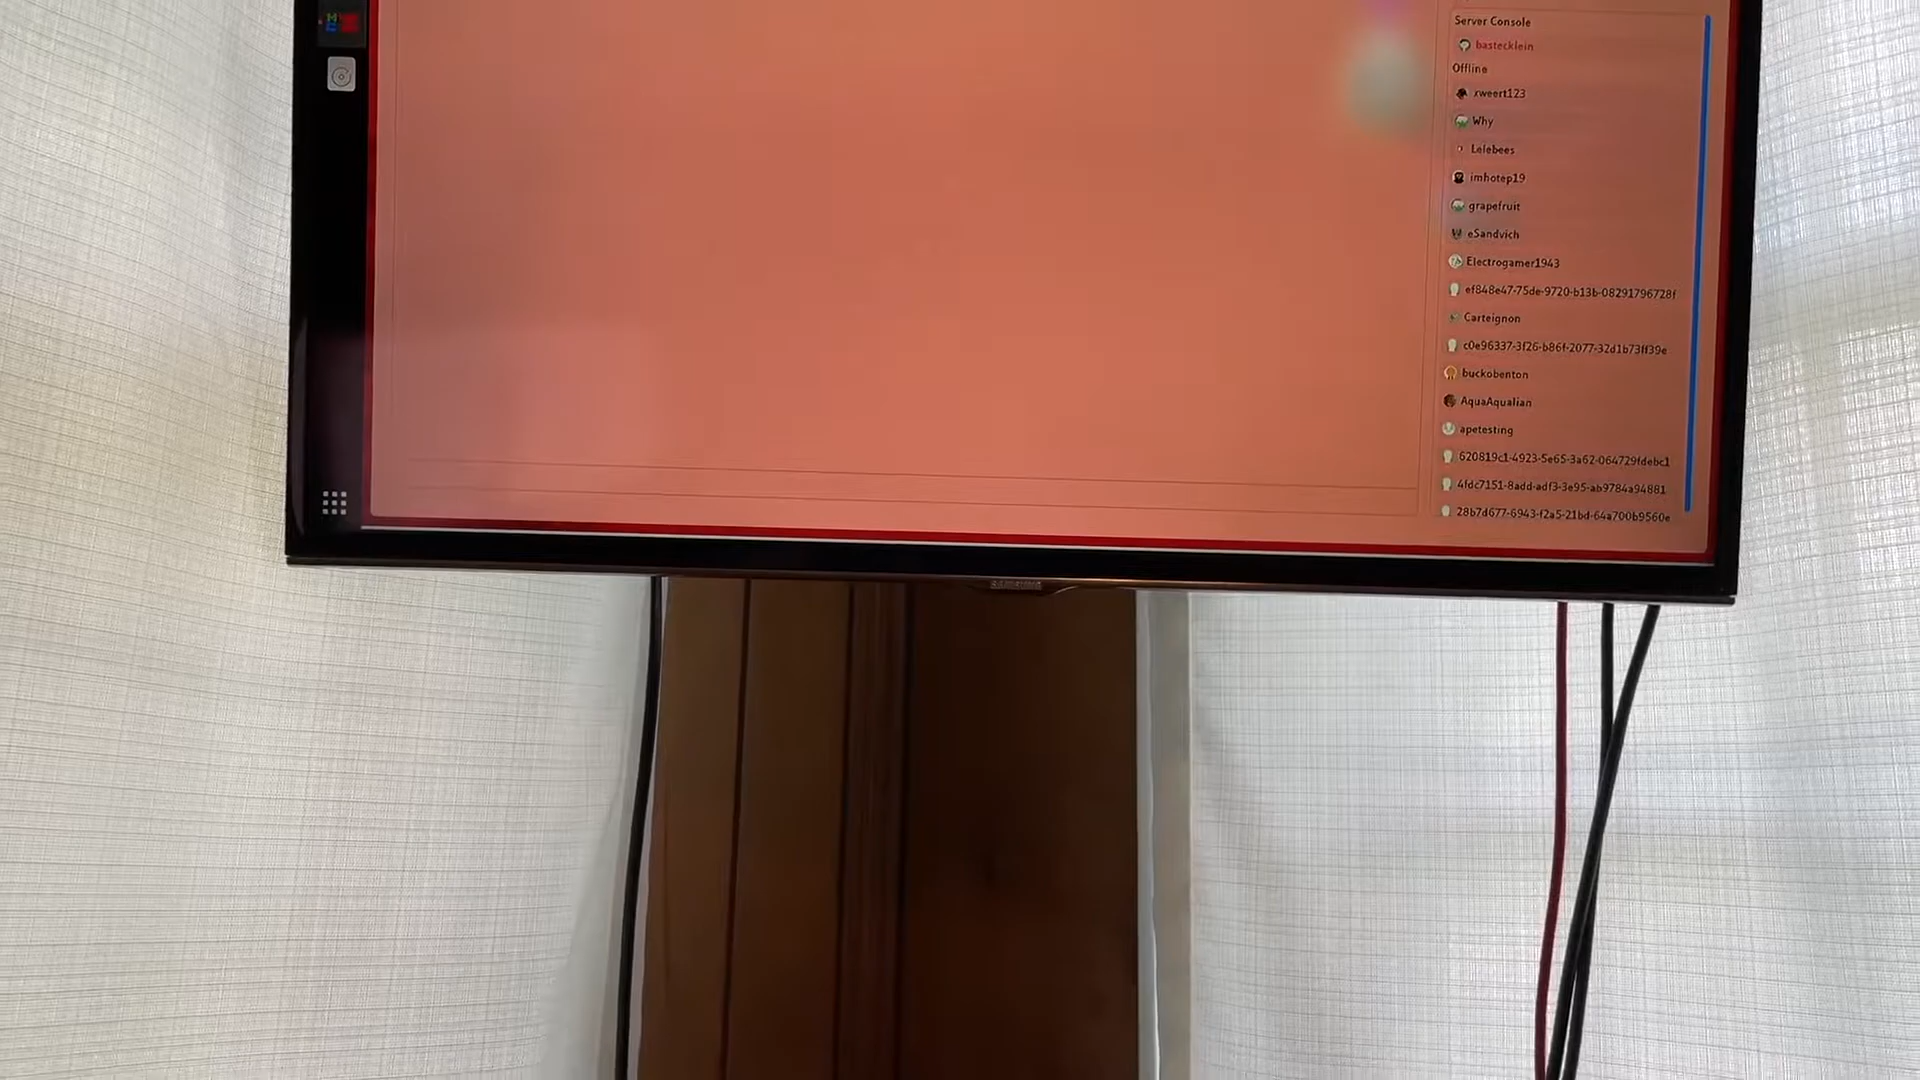 Server Console
bastecklein
Offline
xweert123
Why
Lelebees
imhotep19
grapefruit
eSandvich
Electrogamer1943
ef848e47-75de-9720-b13b-08291796728f
Carteignon
c0e96337-3f26-b86f-2077-32d1b73ff39e
buckobenton
AquaAqualian
apetesting
620819c1-4923-5e65-3a62-064729fdebc1
4fdc7151-8add-adf3-3e95-ab9784a94881
28b7d677-6943-f2a5-21bd-64a700b9560e
SAMSUNG